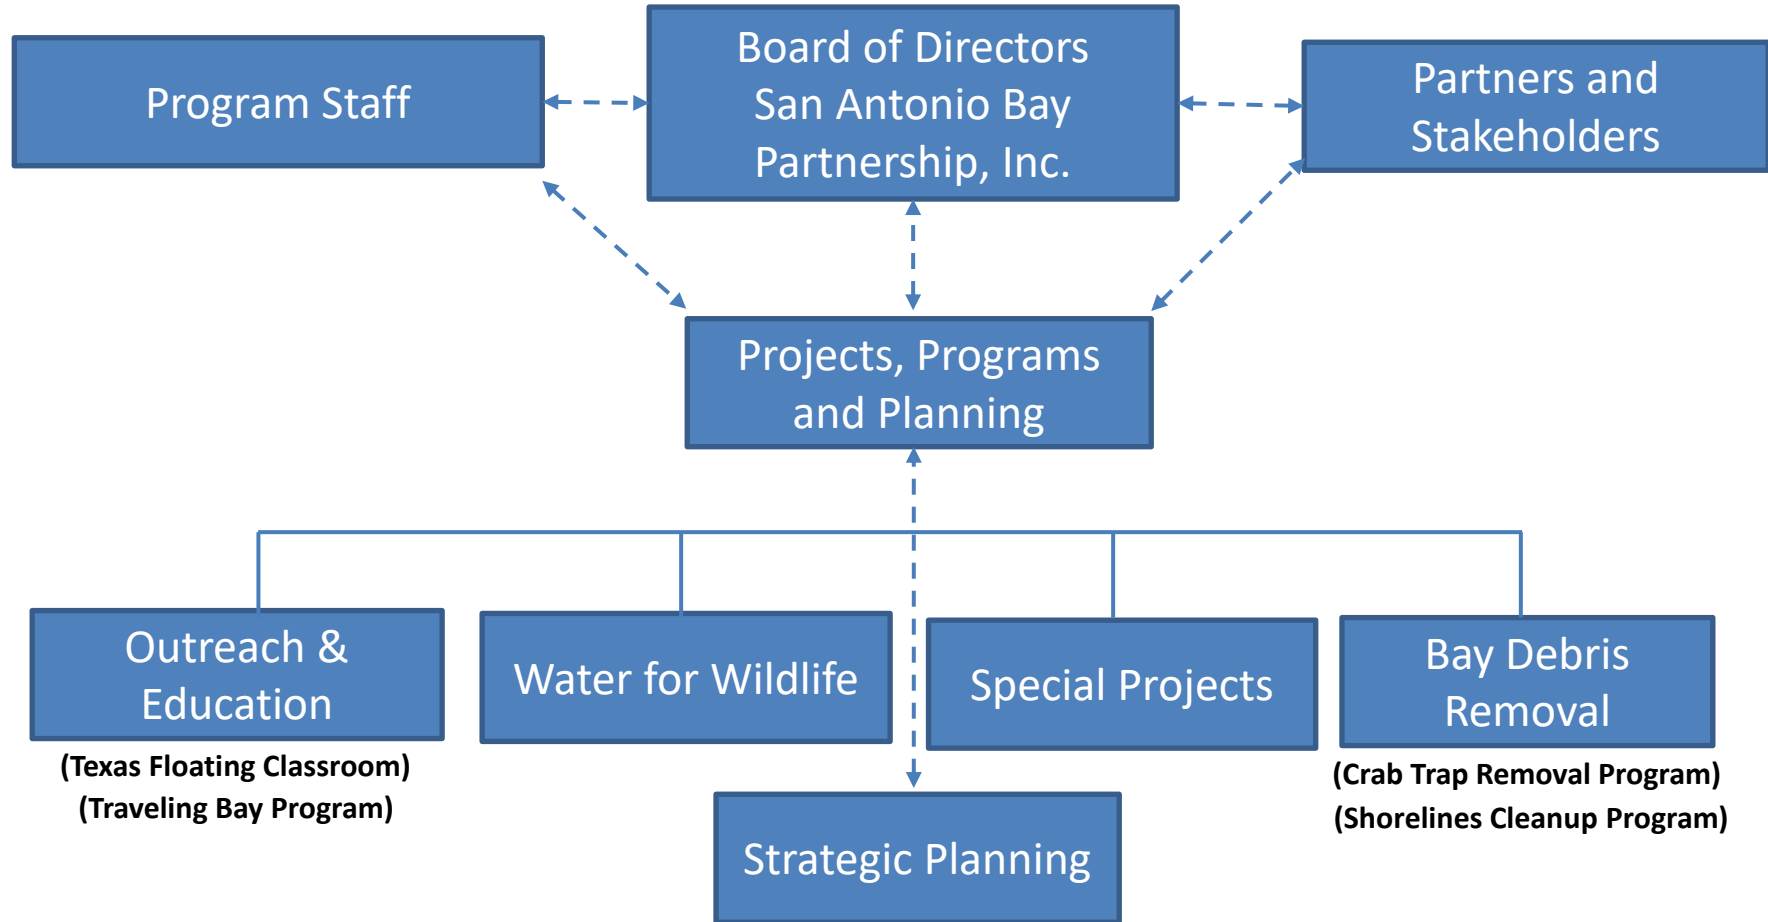 Program Staff
Board of Directors
San Antonio Bay
Partnership, Inc.
Partners and
Stakeholders
Projects, Programs
and Planning
Outreach &
Education
(Texas Floating Classroom)
(Traveling Bay Program)
Water for Wildlife
Special Projects
Bay Debris
Removal
(Crab Trap Removal Program)
(Shorelines Cleanup Program)
Strategic Planning